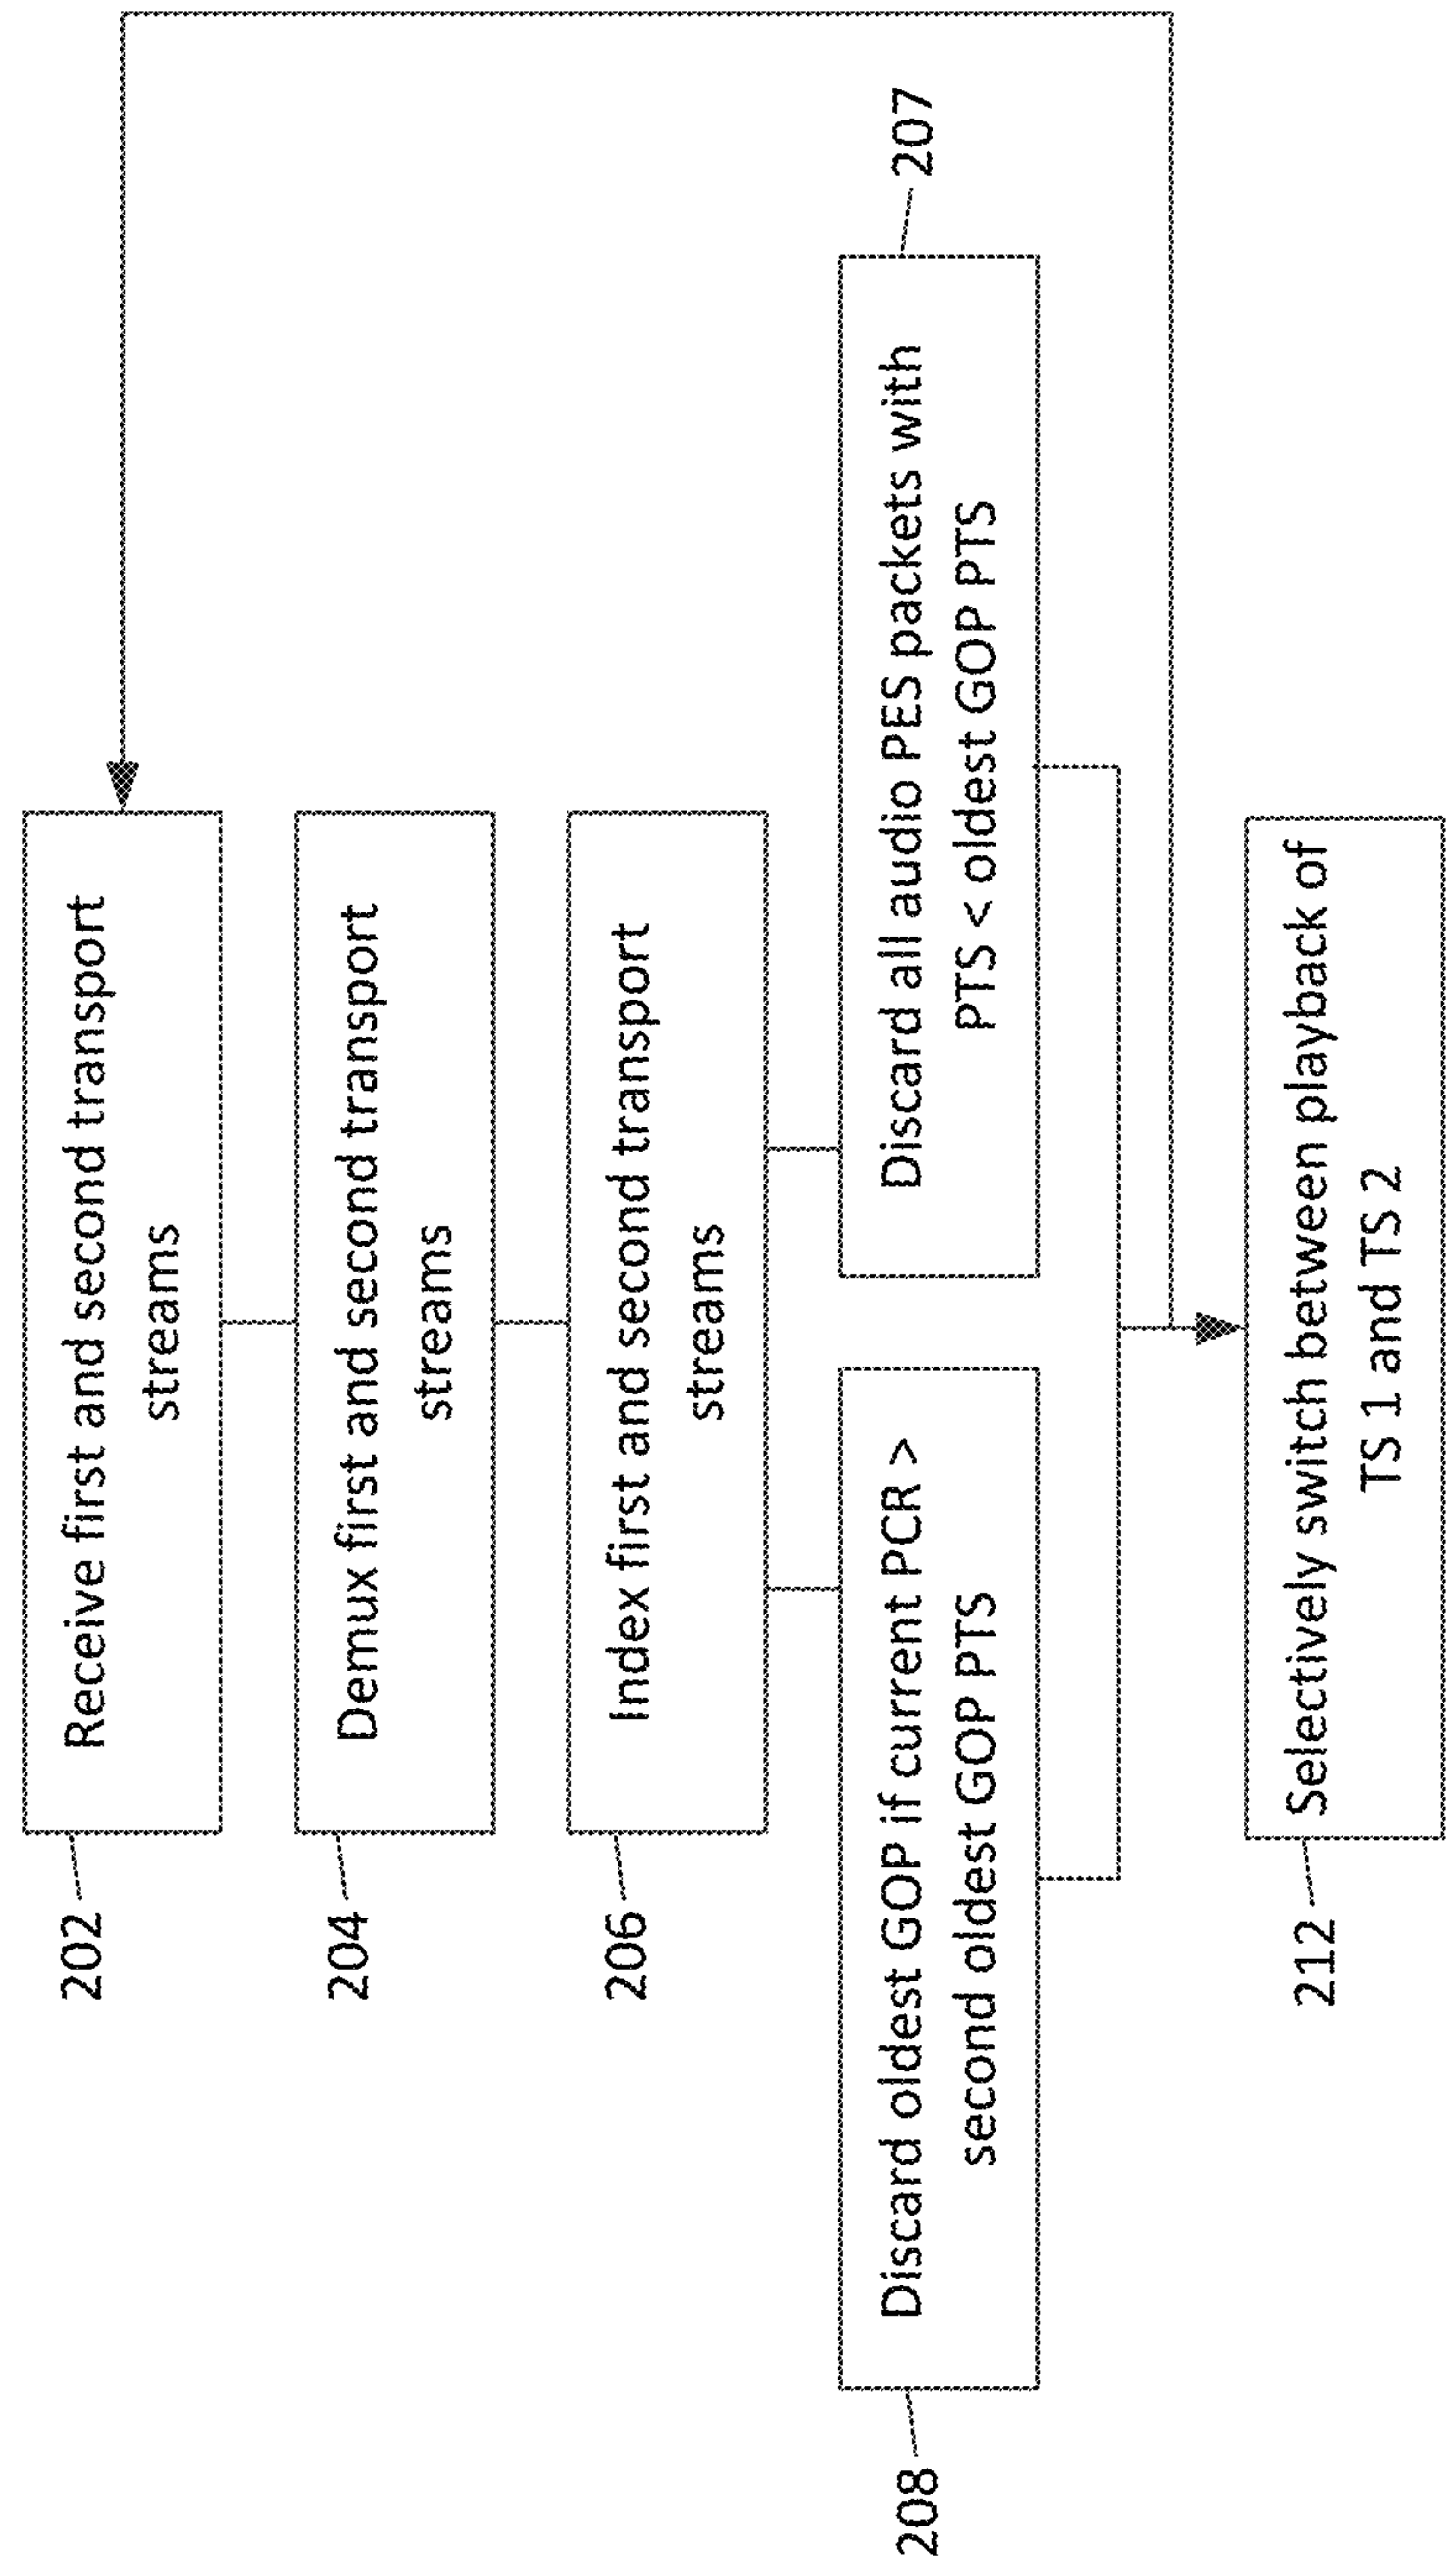 202
Receive first and second transport
streams
204
Demux first and second transport
streams
206
Index first and second transport
streams
208
Discard oldest GOP if current PCR >
second oldest GOP PTS
Discard all audio PES packets with
PTS < oldest GOP PTS
207
212
Selectively switch between playback of
TS 1 and TS 2